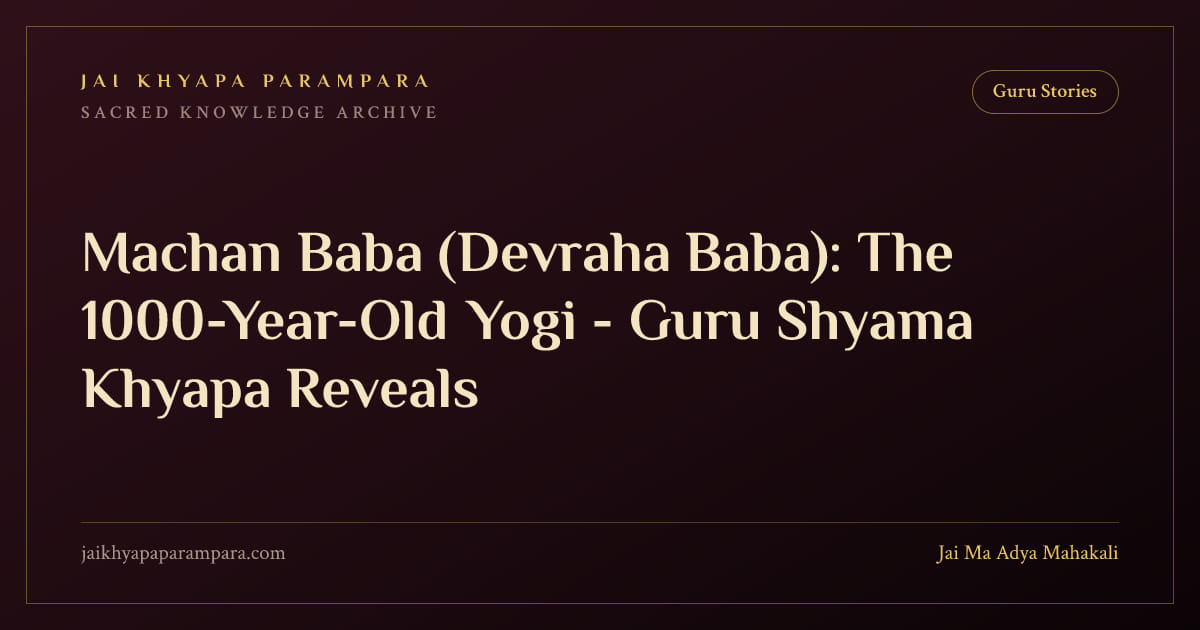 JAI KHYAPA PARAMPARA
SACRED KNOWLEDGE ARCHIVE
Guru Stories
Machan Baba (Devraha Baba): The
1000-Year-Old Yogi - Guru Shyama
Khyapa Reveals
jaikhyapaparampara.com
Jai Ma Adya Mahakali